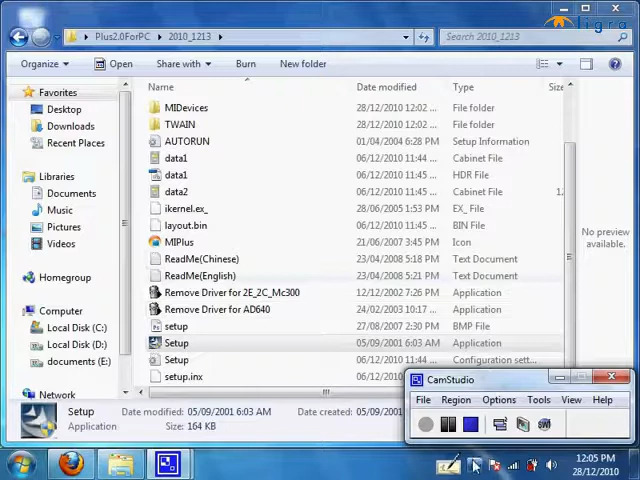 ligra
Plus2.0ForPC
2010_1213
Search 2010_1213
Organize
Open
Share with
Burn
New folder
Favorites
Desktop
Downloads
Recent Places
Libraries
Documents
Music
Pictures
Videos
Homegroup
Computer
Local Disk (C:)
Local Disk (D:)
documents (E:)
Network
Name Date modified Type Size
MIDevices 28/12/2010 12:02 ... File folder
TWAIN 28/12/2010 12:02 ... File folder
AUTORUN 01/04/2004 6:28 PM Setup Information
data1 06/12/2010 11:44 ... Cabinet File
data1 06/12/2010 11:45 ... HDR File
data2 06/12/2010 11:45 ... Cabinet File 1,
ikernel.ex_ 28/06/2005 1:53 PM EX_ File
layout.bin 06/12/2010 11:45 ... BIN File
MIPlus 21/06/2007 3:45 PM Icon
ReadMe(Chinese) 23/04/2008 5:18 PM Text Document
ReadMe(English) 23/04/2008 5:21 PM Text Document
Remove Driver for 2E_2C_Mc300 12/12/2002 7:26 PM Application
Remove Driver for AD640 24/02/2003 10:17 ... Application
setup 27/08/2007 2:30 PM BMP File
Setup 05/09/2001 6:03 AM Application
Setup 06/12/2010 11:44 ... Configuration sett...
setup.inx 06/12/2010
No preview
available.
Setup Date modified: 05/09/2001 6:03 AM Date created: 05/09
Application Size: 164 KB
CamStudio
File Region Options Tools View Help
12:05 PM
28/12/2010